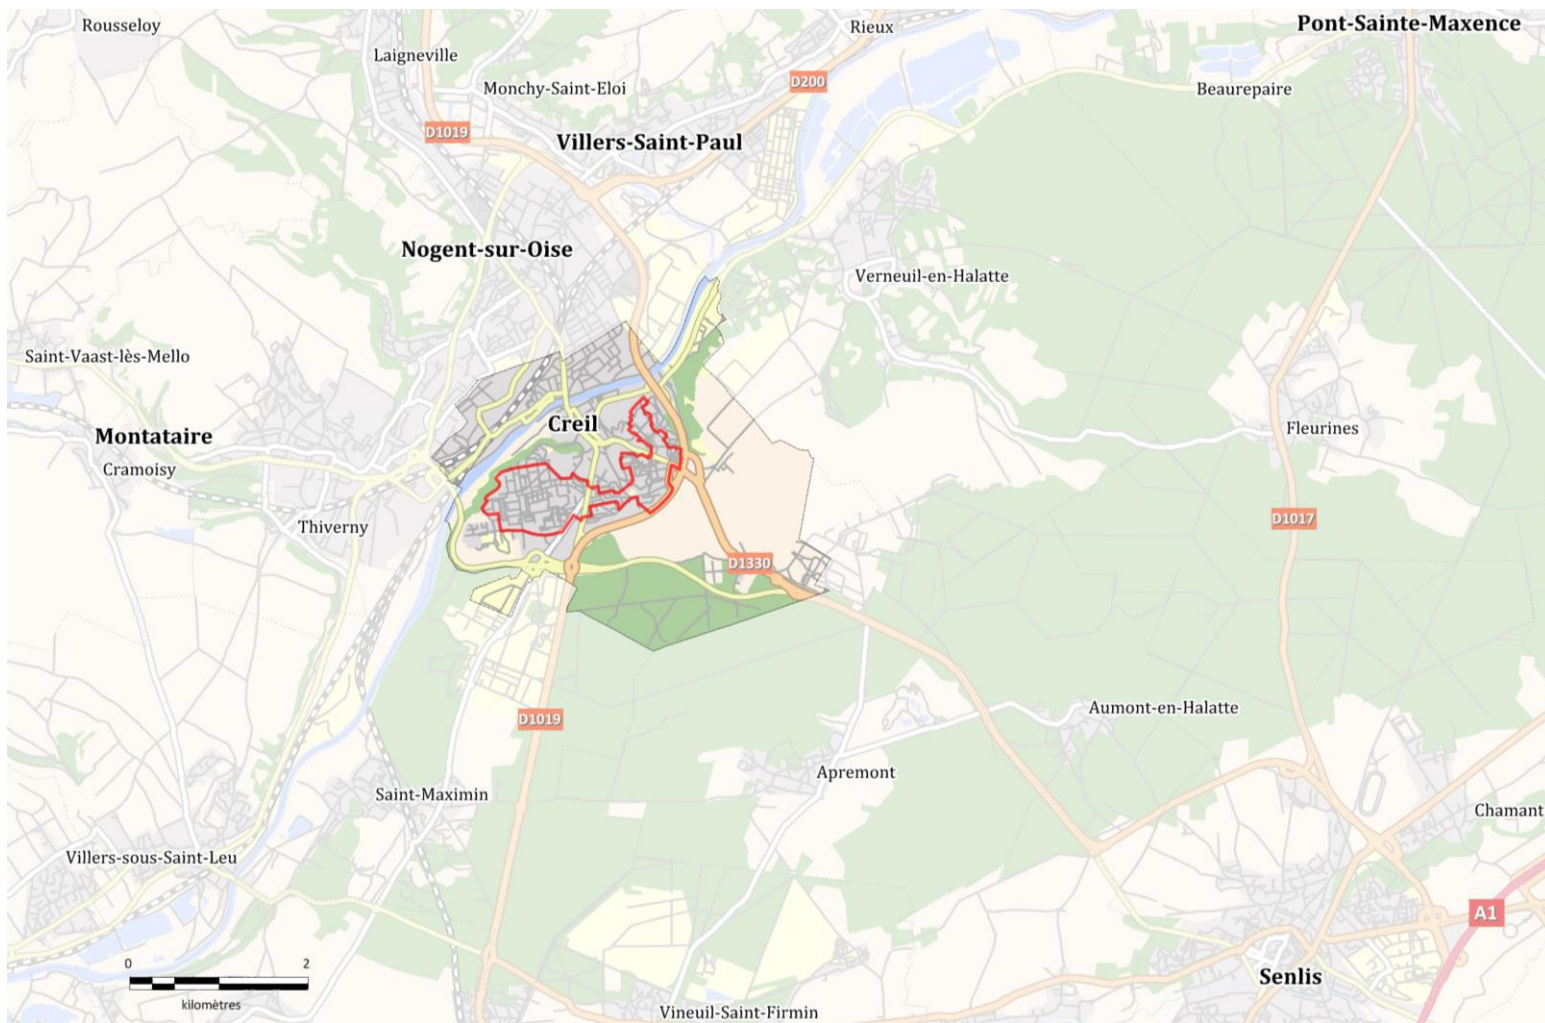 Rousseloy
Rieux
Pont-Sainte-Maxence
Laigneville
Monchy-Saint-Eloi
D200
Beaurepaire
D1019
Villers-Saint-Paul
Nogent-sur-Oise
Verneuil-en-Halatte
Saint-Vaast-lès-Mello
Creil
Montataire
Fleurines
Cramoisy
Thiverny
D1017
D1330
Aumont-en-Halatte
D1019
Apremont
Saint-Maximin
Chamant
Villers-sous-Saint-Leu
A1
0 2
kilomètres
Senlis
Vineuil-Saint-Firmin